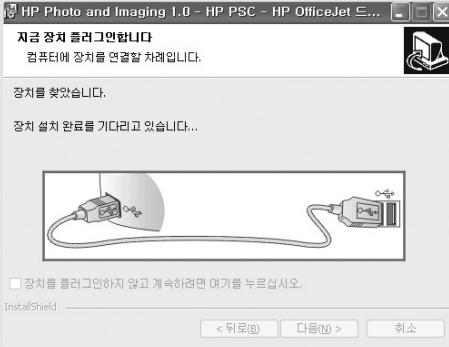 HP Photo and Imaging 1.0 - HP PSC - HP OfficeJet 드...
지금 장치 플러그인합니다
컴퓨터에 장치를 연결할 차례입니다.
장치를 찾았습니다.
장치 설치 완료를 기다리고 있습니다...
장치를 플러그인하지 않고 계속하려면 여기를 누르십시오.
InstallShield
< 뒤로(B) 다음(N) > 취소